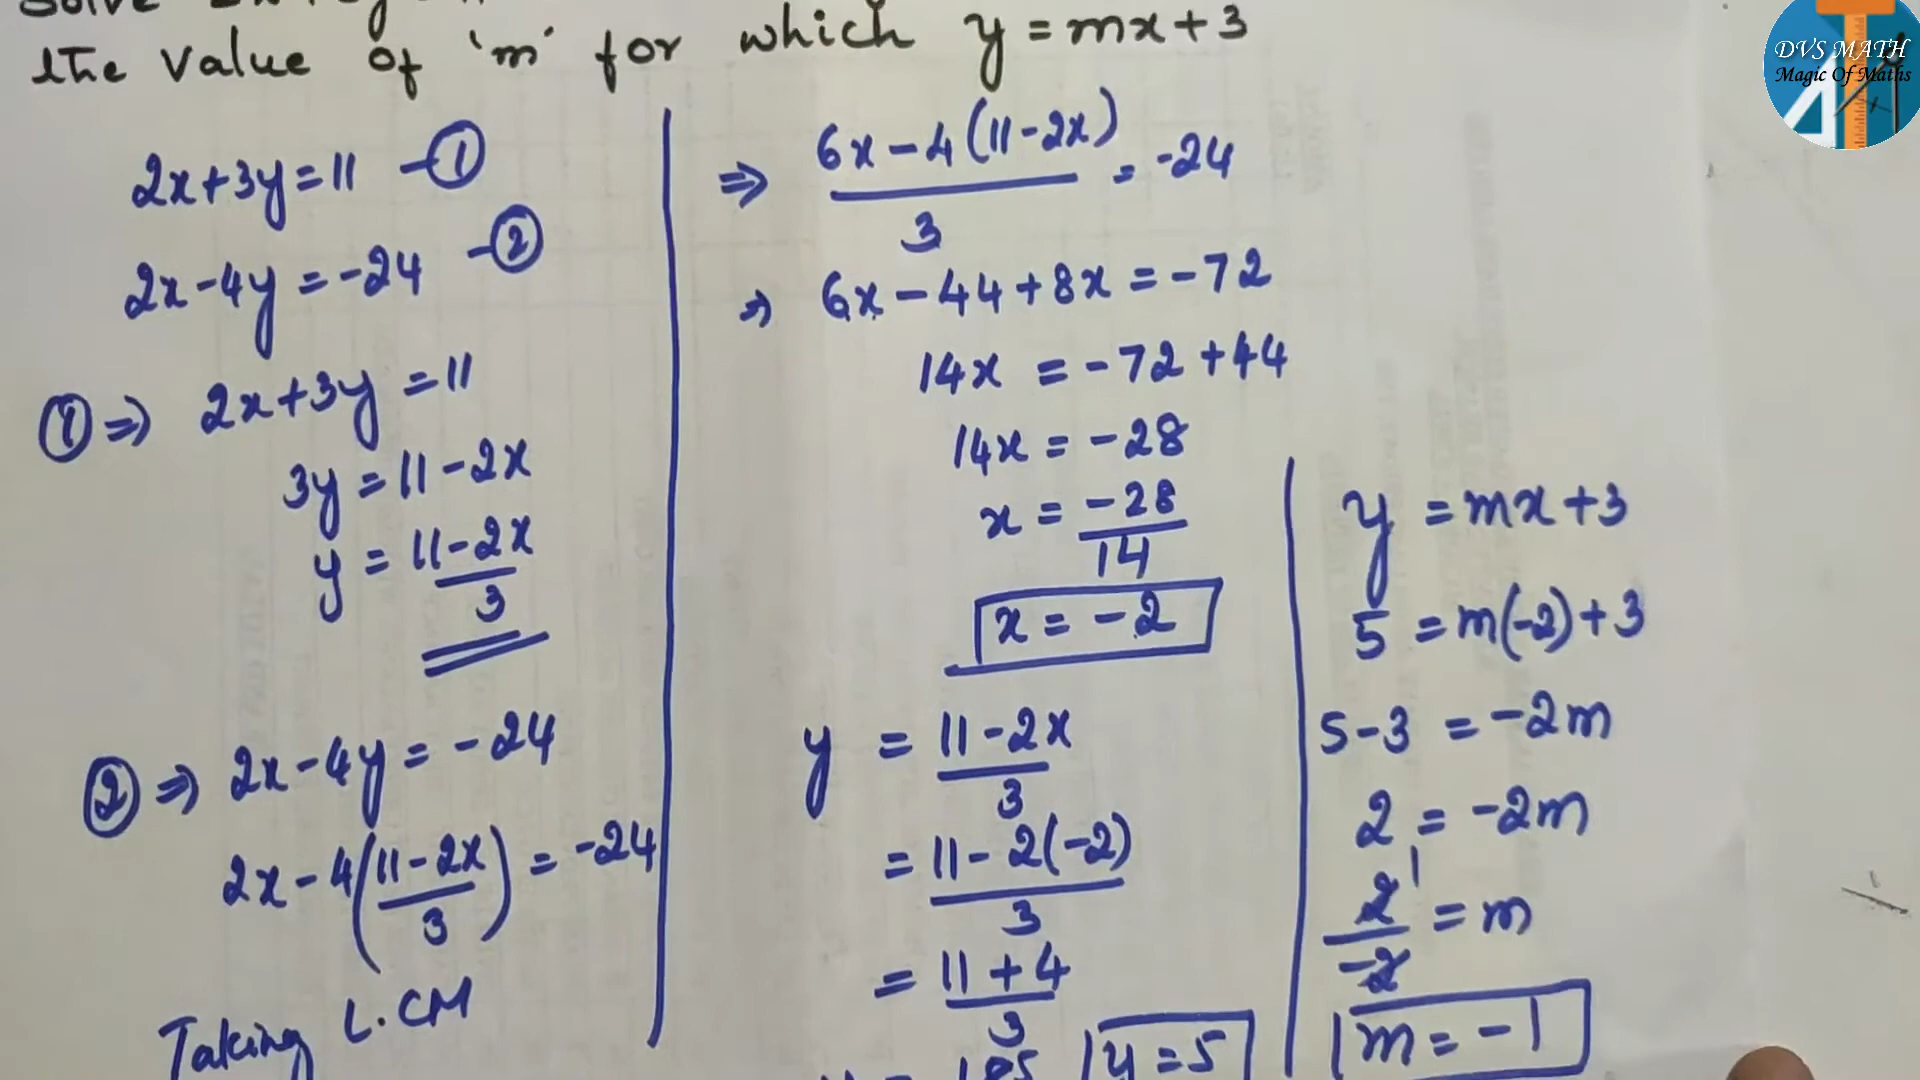 the value of 'm' for which y = mx + 3
2x + 3y = 11 - ①
2x - 4y = -24 - ②
① ⇒ 2x + 3y = 11
3y = 11 - 2x
y = 11 - 2x
3
② ⇒ 2x - 4y = -24
2x - 4(11 - 2x / 3) = -24
Taking L.CM
⇒ 6x - 4(11 - 2x) = -24
3
⇒ 6x - 44 + 8x = -72
14x = -72 + 44
14x = -28
x = -28
14
x = -2
y = 11 - 2x
3
= 11 - 2(-2)
3
= 11 + 4
3
y = 5
y = mx + 3
5 = m(-2) + 3
5 - 3 = -2m
2 = -2m
2 1 = m
-2
m = -1
DVS MATH
Magic Of Maths